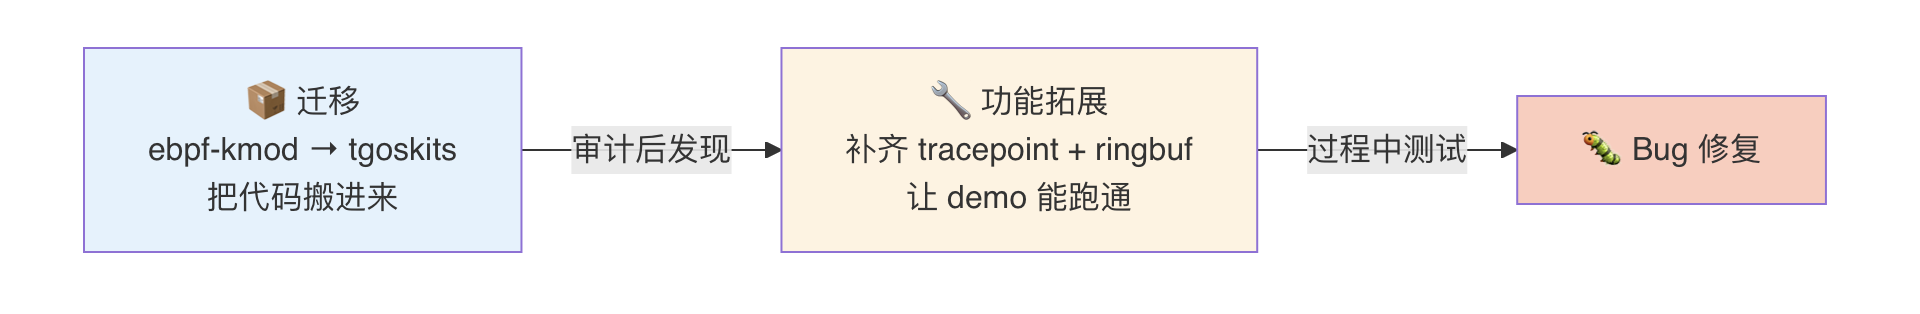 📦 迁移
ebpf-kmod → tgoskits
把代码搬进来
审计后发现
🔧 功能拓展
补齐 tracepoint + ringbuf
让 demo 能跑通
过程中测试
🐛 Bug 修复